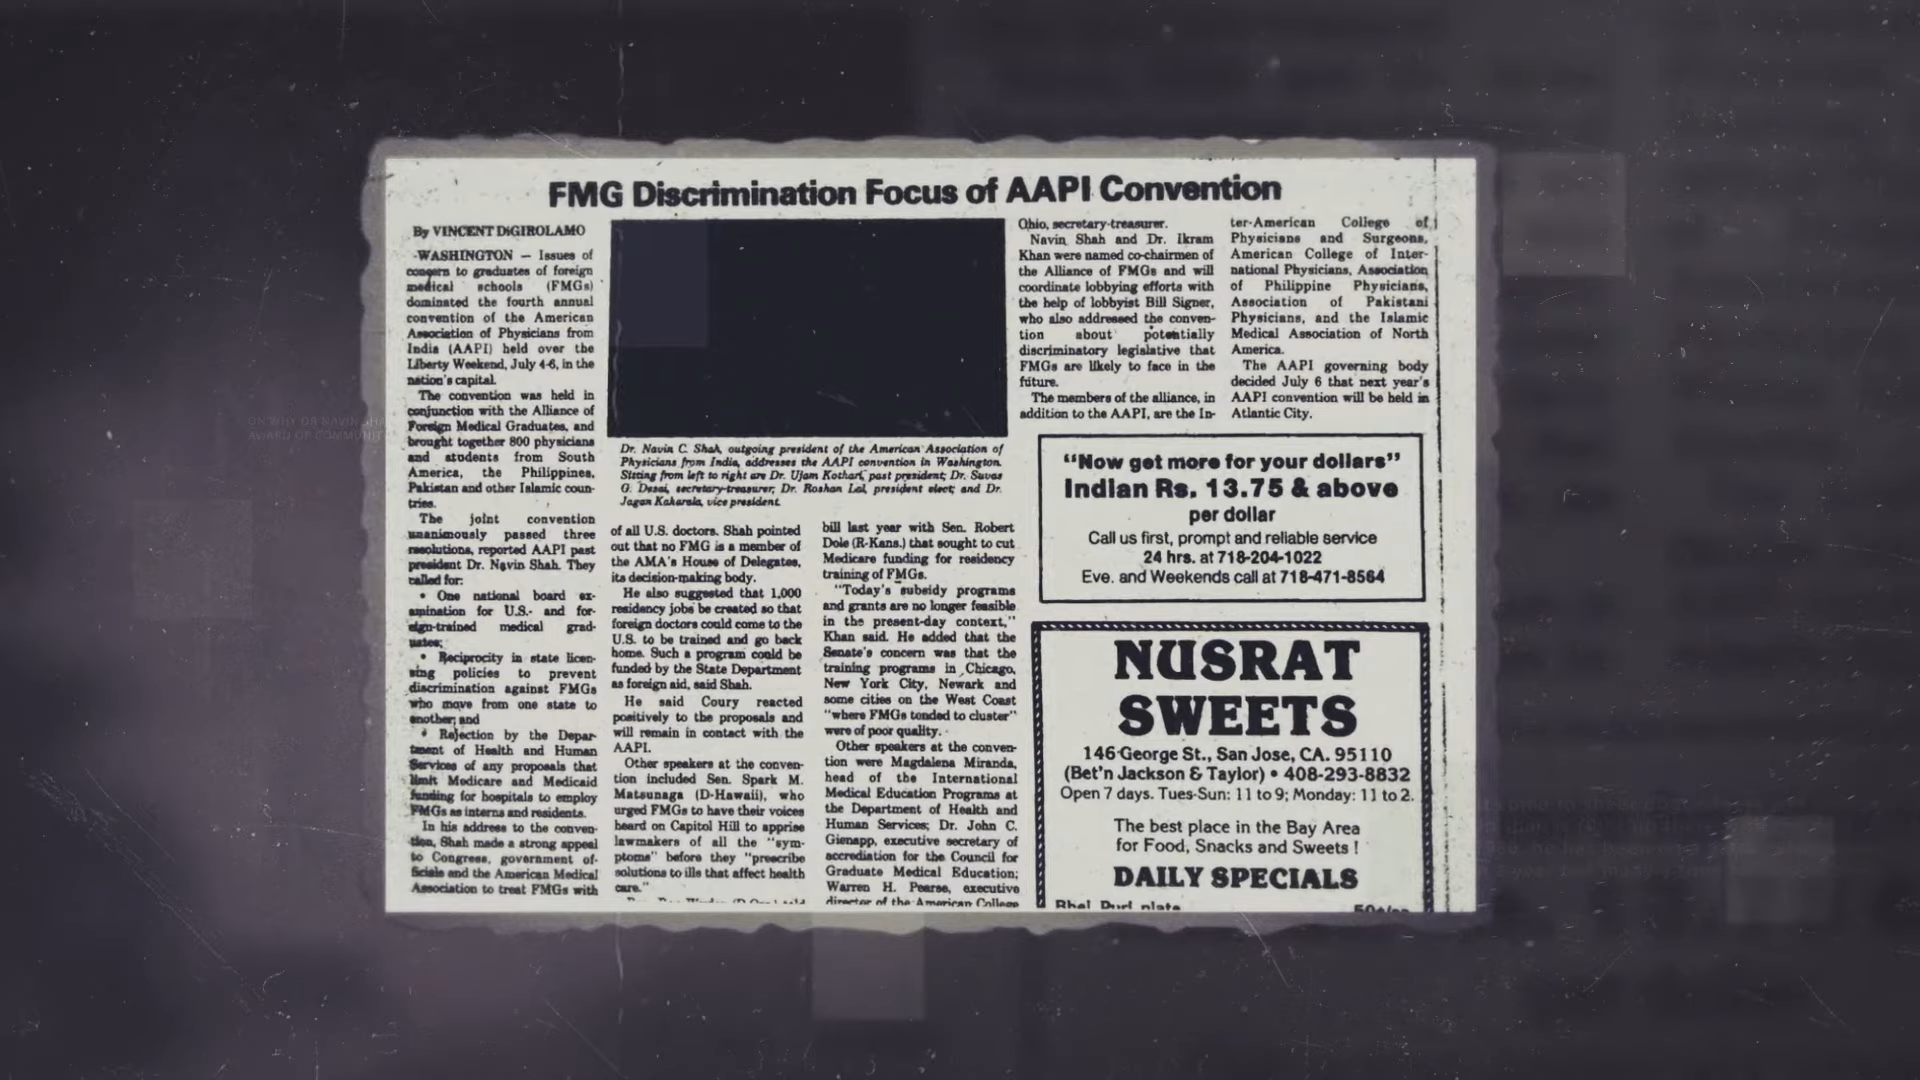 FMG Discrimination Focus of AAPI Convention
By VINCENT DiGIROLAMO
WASHINGTON — Issues of
concern to graduates of foreign
medical schools (FMGs)
dominated the fourth annual
convention of the American
Association of Physicians from
India (AAPI) held over the
Liberty Weekend, July 4-6, in the
nation's capital.
The convention was held in
conjunction with the Alliance of
Foreign Medical Graduates, and
brought together 800 physicians
and students from South
America, the Philippines,
Pakistan and other Islamic coun-
tries.
The joint convention
unanimously passed three
resolutions, reported AAPI past
president Dr. Navin Shah. They
called for:
• One national board ex-
amination for U.S.- and for-
eign-trained medical grad-
uates;
• Reciprocity in state licen-
sing policies to prevent
discrimination against FMGs
who move from one state to
another; and
• Rejection by the Depar-
tment of Health and Human
Services of any proposals that
limit Medicare and Medicaid
funding for hospitals to employ
FMGs as interns and residents.
In his address to the conven-
tion, Shah made a strong appeal
to Congress, government of-
ficials and the American Medical
Association to treat FMGs with
Dr. Navin C. Shah, outgoing president of the American Association of
Physicians from India, addresses the AAPI convention in Washington.
Sitting from left to right are Dr. Ujam Kothari, past president; Dr. Suvas
G. Desai, secretary-treasurer; Dr. Roshan Lal, president elect; and Dr.
Jagan Kakarala, vice president.
of all U.S. doctors. Shah pointed
out that no FMG is a member of
the AMA's House of Delegates,
its decision-making body.
He also suggested that 1,000
residency jobs be created so that
foreign doctors could come to the
U.S. to be trained and go back
home. Such a program could be
funded by the State Department
as foreign aid, said Shah.
He said Coury reacted
positively to the proposals and
will remain in contact with the
AAPI.
Other speakers at the conven-
tion included Sen. Spark M.
Matsunaga (D-Hawaii), who
urged FMGs to have their voices
heard on Capitol Hill to apprise
lawmakers of all the "sym-
ptoms" before they "prescribe
solutions to ills that affect health
care."
bill last year with Sen. Robert
Dole (R-Kans.) that sought to cut
Medicare funding for residency
training of FMGs.
"Today's subsidy programs
and grants are no longer feasible
in the present-day context,"
Khan said. He added that the
Senate's concern was that the
training programs in Chicago,
New York City, Newark and
some cities on the West Coast
"where FMGs tended to cluster"
were of poor quality.
Other speakers at the conven-
tion were Magdalena Miranda,
head of the International
Medical Education Programs at
the Department of Health and
Human Services; Dr. John C.
Gienapp, executive secretary of
accrediation for the Council for
Graduate Medical Education;
Warren H. Pearse, executive
director of the American College
Ohio, secretary-treasurer.
Navin Shah and Dr. Ikram
Khan were named co-chairmen of
the Alliance of FMGs and will
coordinate lobbying efforts with
the help of lobbyist Bill Signer,
who also addressed the conven-
tion about potentially
discriminatory legislative that
FMGs are likely to face in the
future.
The members of the alliance, in
addition to the AAPI, are the In-
ter-American College of
Physicians and Surgeons,
American College of Inter-
national Physicians, Association
of Philippine Physicians,
Association of Pakistani
Physicians, and the Islamic
Medical Association of North
America.
The AAPI governing body
decided July 6 that next year's
AAPI convention will be held in
Atlantic City.
"Now get more for your dollars"
Indian Rs. 13.75 & above
per dollar
Call us first, prompt and reliable service
24 hrs. at 718-204-1022
Eve. and Weekends call at 718-471-8564
NUSRAT
SWEETS
146 George St., San Jose, CA. 95110
(Bet'n Jackson & Taylor) • 408-293-8832
Open 7 days. Tues-Sun: 11 to 9; Monday: 11 to 2.
The best place in the Bay Area
for Food, Snacks and Sweets !
DAILY SPECIALS
Bhel Puri plate